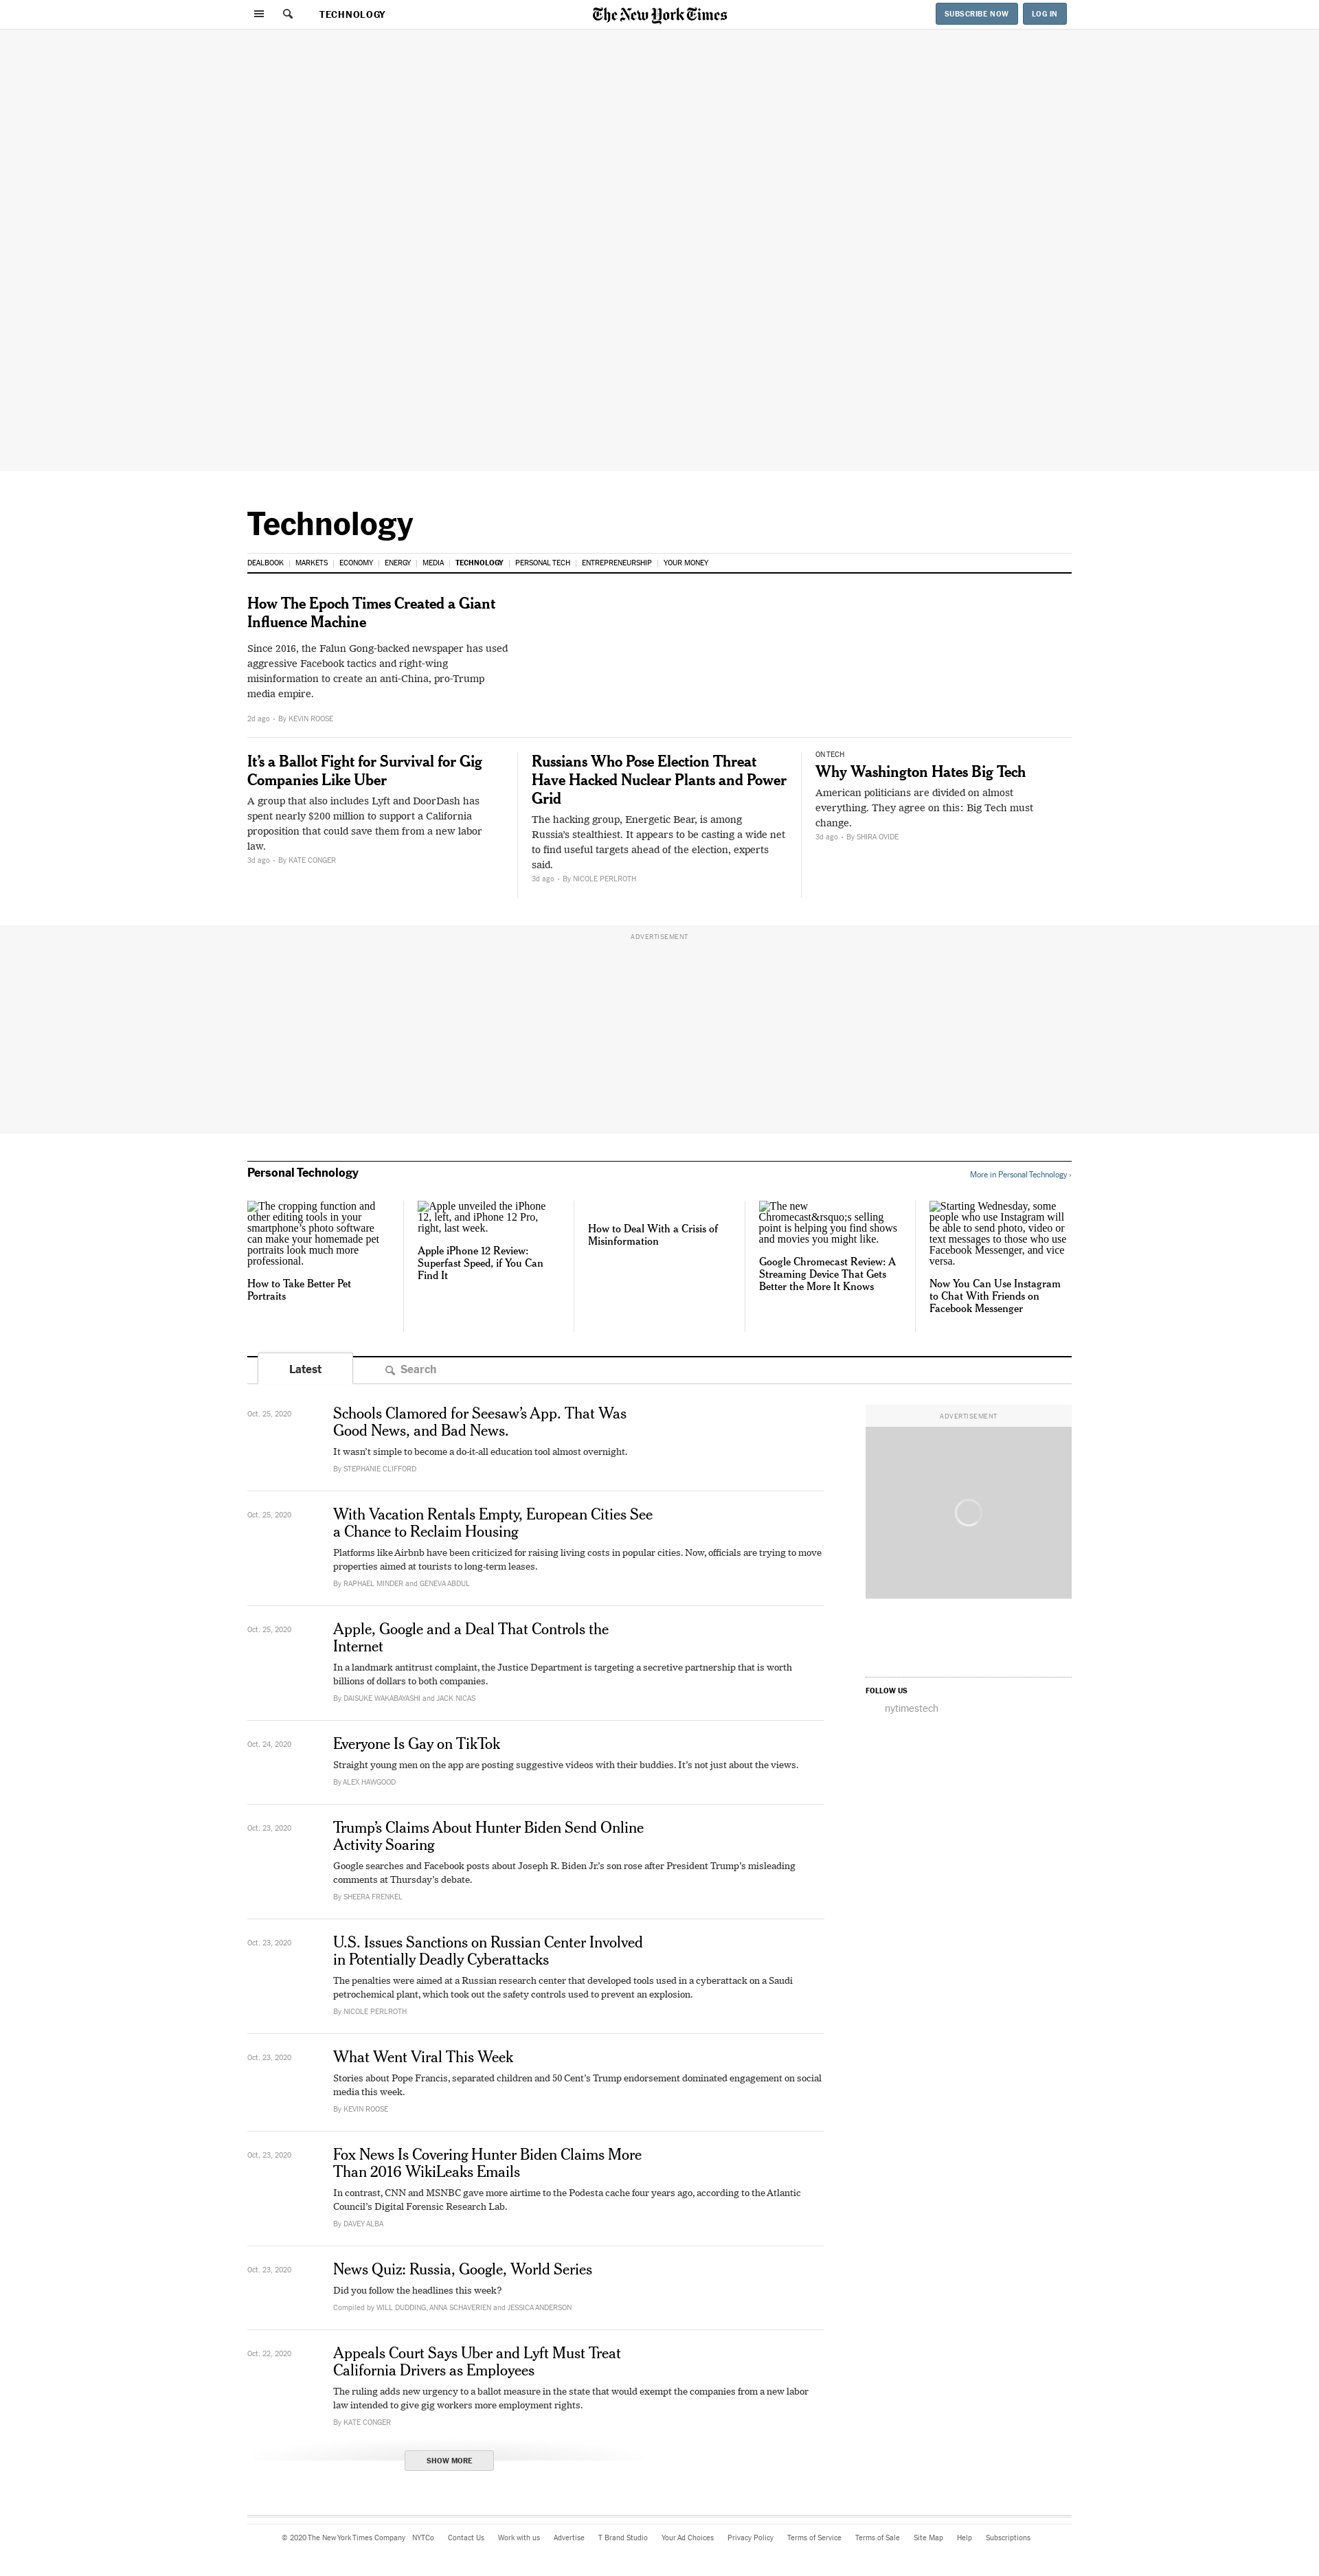 TECHNOLOGY
The New York Times
SUBSCRIBE NOW
LOG IN
Technology
DEALBOOK
MARKETS
ECONOMY
ENERGY
MEDIA
TECHNOLOGY
PERSONAL TECH
ENTREPRENEURSHIP
YOUR MONEY
How The Epoch Times Created a Giant
Influence Machine
Since 2016, the Falun Gong-backed newspaper has used
aggressive Facebook tactics and right-wing
misinformation to create an anti-China, pro-Trump
media empire.
2d ago • By KEVIN ROOSE
It’s a Ballot Fight for Survival for Gig
Companies Like Uber
A group that also includes Lyft and DoorDash has
spent nearly $200 million to support a California
proposition that could save them from a new labor
law.
3d ago • By KATE CONGER
Russians Who Pose Election Threat
Have Hacked Nuclear Plants and Power
Grid
The hacking group, Energetic Bear, is among
Russia’s stealthiest. It appears to be casting a wide net
to find useful targets ahead of the election, experts
said.
3d ago • By NICOLE PERLROTH
ON TECH
Why Washington Hates Big Tech
American politicians are divided on almost
everything. They agree on this: Big Tech must
change.
3d ago • By SHIRA OVIDE
ADVERTISEMENT
Personal Technology
More in Personal Technology ›
The cropping function and
other editing tools in your
smartphone’s photo software
can make your homemade pet
portraits look much more
professional.
How to Take Better Pet
Portraits
Apple unveiled the iPhone
12, left, and iPhone 12 Pro,
right, last week.
Apple iPhone 12 Review:
Superfast Speed, if You Can
Find It
How to Deal With a Crisis of
Misinformation
The new
Chromecast&rsquo;s selling
point is helping you find shows
and movies you might like.
Google Chromecast Review: A
Streaming Device That Gets
Better the More It Knows
Starting Wednesday, some
people who use Instagram will
be able to send photo, video or
text messages to those who use
Facebook Messenger, and vice
versa.
Now You Can Use Instagram
to Chat With Friends on
Facebook Messenger
Latest
Search
Oct. 25, 2020
Schools Clamored for Seesaw’s App. That Was
Good News, and Bad News.
It wasn’t simple to become a do-it-all education tool almost overnight.
By STEPHANIE CLIFFORD
Oct. 25, 2020
With Vacation Rentals Empty, European Cities See
a Chance to Reclaim Housing
Platforms like Airbnb have been criticized for raising living costs in popular cities. Now, officials are trying to move
properties aimed at tourists to long-term leases.
By RAPHAEL MINDER and GENEVA ABDUL
Oct. 25, 2020
Apple, Google and a Deal That Controls the
Internet
In a landmark antitrust complaint, the Justice Department is targeting a secretive partnership that is worth
billions of dollars to both companies.
By DAISUKE WAKABAYASHI and JACK NICAS
Oct. 24, 2020
Everyone Is Gay on TikTok
Straight young men on the app are posting suggestive videos with their buddies. It’s not just about the views.
By ALEX HAWGOOD
Oct. 23, 2020
Trump’s Claims About Hunter Biden Send Online
Activity Soaring
Google searches and Facebook posts about Joseph R. Biden Jr.’s son rose after President Trump’s misleading
comments at Thursday’s debate.
By SHEERA FRENKEL
Oct. 23, 2020
U.S. Issues Sanctions on Russian Center Involved
in Potentially Deadly Cyberattacks
The penalties were aimed at a Russian research center that developed tools used in a cyberattack on a Saudi
petrochemical plant, which took out the safety controls used to prevent an explosion.
By NICOLE PERLROTH
Oct. 23, 2020
What Went Viral This Week
Stories about Pope Francis, separated children and 50 Cent’s Trump endorsement dominated engagement on social
media this week.
By KEVIN ROOSE
Oct. 23, 2020
Fox News Is Covering Hunter Biden Claims More
Than 2016 WikiLeaks Emails
In contrast, CNN and MSNBC gave more airtime to the Podesta cache four years ago, according to the Atlantic
Council’s Digital Forensic Research Lab.
By DAVEY ALBA
Oct. 23, 2020
News Quiz: Russia, Google, World Series
Did you follow the headlines this week?
Compiled by WILL DUDDING, ANNA SCHAVERIEN and JESSICA ANDERSON
Oct. 22, 2020
Appeals Court Says Uber and Lyft Must Treat
California Drivers as Employees
The ruling adds new urgency to a ballot measure in the state that would exempt the companies from a new labor
law intended to give gig workers more employment rights.
By KATE CONGER
SHOW MORE
ADVERTISEMENT
FOLLOW US
nytimestech
© 2020 The New York Times Company
NYTCo
Contact Us
Work with us
Advertise
T Brand Studio
Your Ad Choices
Privacy Policy
Terms of Service
Terms of Sale
Site Map
Help
Subscriptions